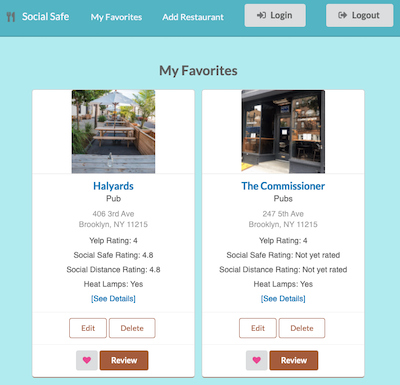 Social Safe
My Favorites
Add Restaurant
Login
Logout
My Favorites
Halyards
Pub
406 3rd Ave
Brooklyn, NY 11215
Yelp Rating: 4
Social Safe Rating: 4.8
Social Distance Rating: 4.8
Heat Lamps: Yes
[See Details]
Edit
Delete
Review
The Commissioner
Pubs
247 5th Ave
Brooklyn, NY 11215
Yelp Rating: 4
Social Safe Rating: Not yet rated
Social Distance Rating: Not yet rated
Heat Lamps: Yes
[See Details]
Edit
Delete
Review